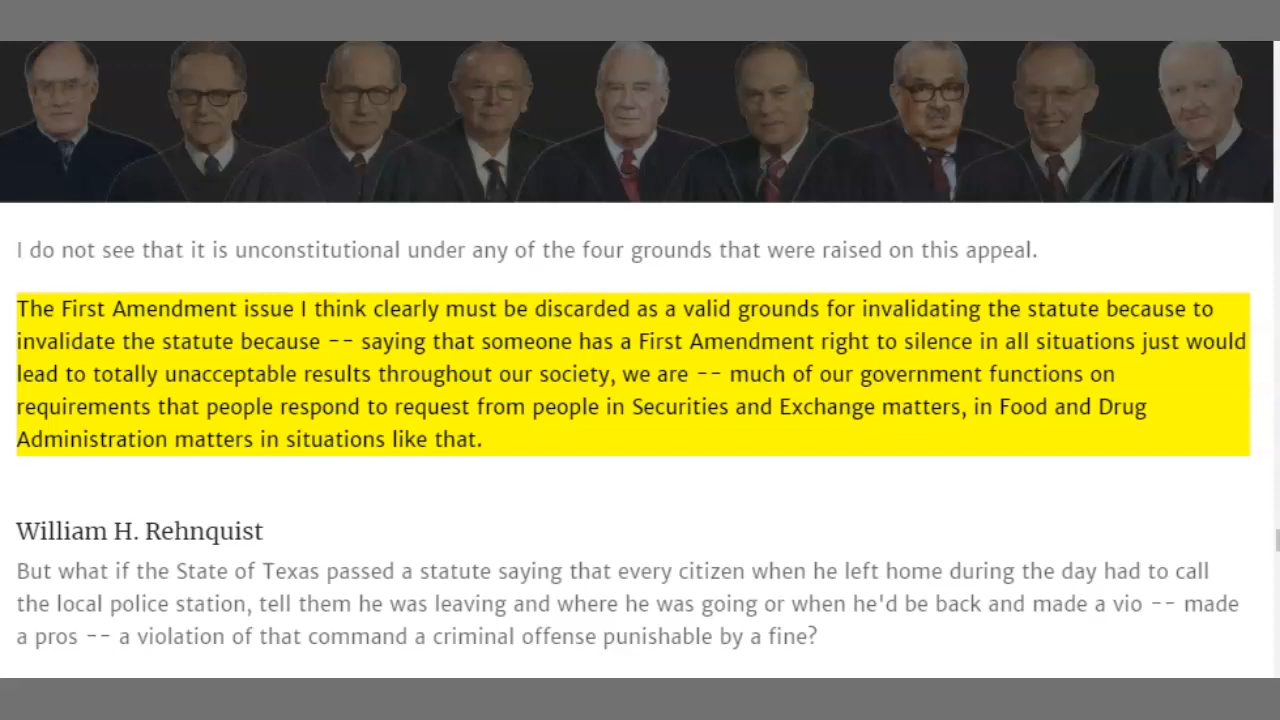 I do not see that it is unconstitutional under any of the four grounds that were raised on this appeal.
The First Amendment issue I think clearly must be discarded as a valid grounds for invalidating the statute because to
invalidate the statute because -- saying that someone has a First Amendment right to silence in all situations just would
lead to totally unacceptable results throughout our society, we are -- much of our government functions on
requirements that people respond to request from people in Securities and Exchange matters, in Food and Drug
Administration matters in situations like that.
William H. Rehnquist
But what if the State of Texas passed a statute saying that every citizen when he left home during the day had to call
the local police station, tell them he was leaving and where he was going or when he'd be back and made a vio -- made
a pros -- a violation of that command a criminal offense punishable by a fine?